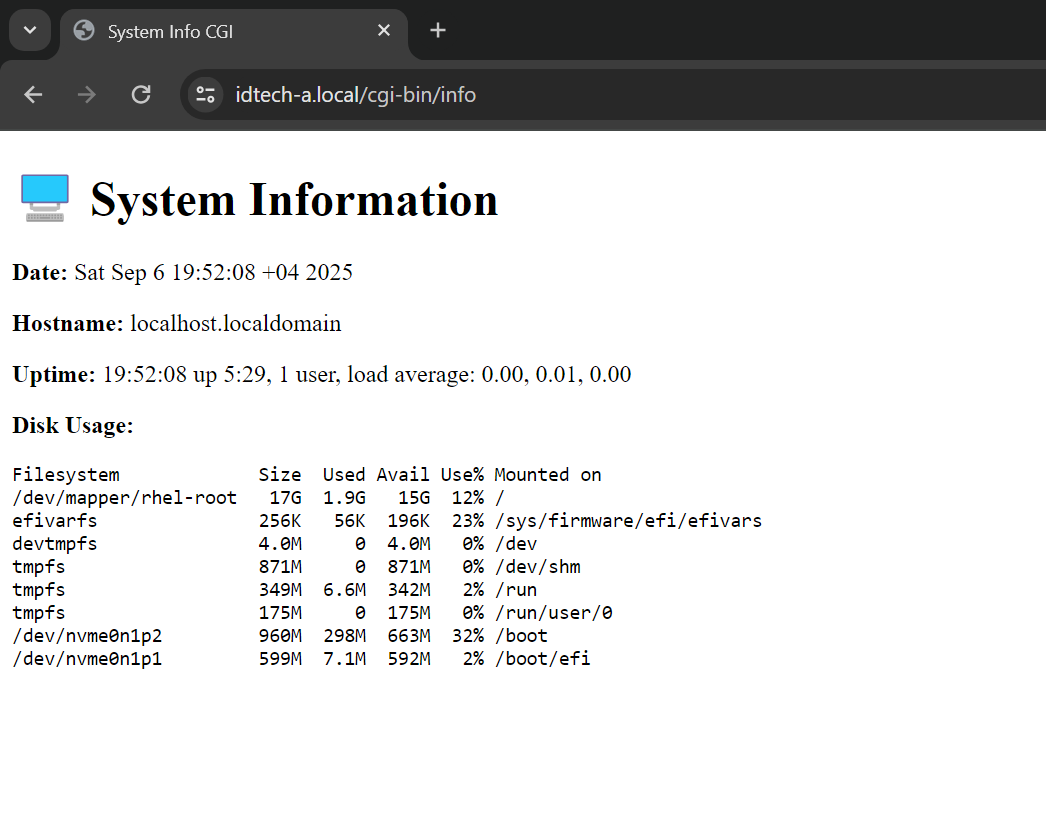 System Info CGI
idtech-a.local/cgi-bin/info
System Information
Date: Sat Sep 6 19:52:08 +04 2025
Hostname: localhost.localdomain
Uptime: 19:52:08 up 5:29, 1 user, load average: 0.00, 0.01, 0.00
Disk Usage:
Filesystem             Size  Used Avail Use% Mounted on
/dev/mapper/rhel-root   17G  1.9G   15G  12% /
efivarfs               256K   56K  196K  23% /sys/firmware/efi/efivars
devtmpfs               4.0M     0  4.0M   0% /dev
tmpfs                  871M     0  871M   0% /dev/shm
tmpfs                  349M  6.6M  342M   2% /run
tmpfs                  175M     0  175M   0% /run/user/0
/dev/nvme0n1p2         960M  298M  663M  32% /boot
/dev/nvme0n1p1         599M  7.1M  592M   2% /boot/efi